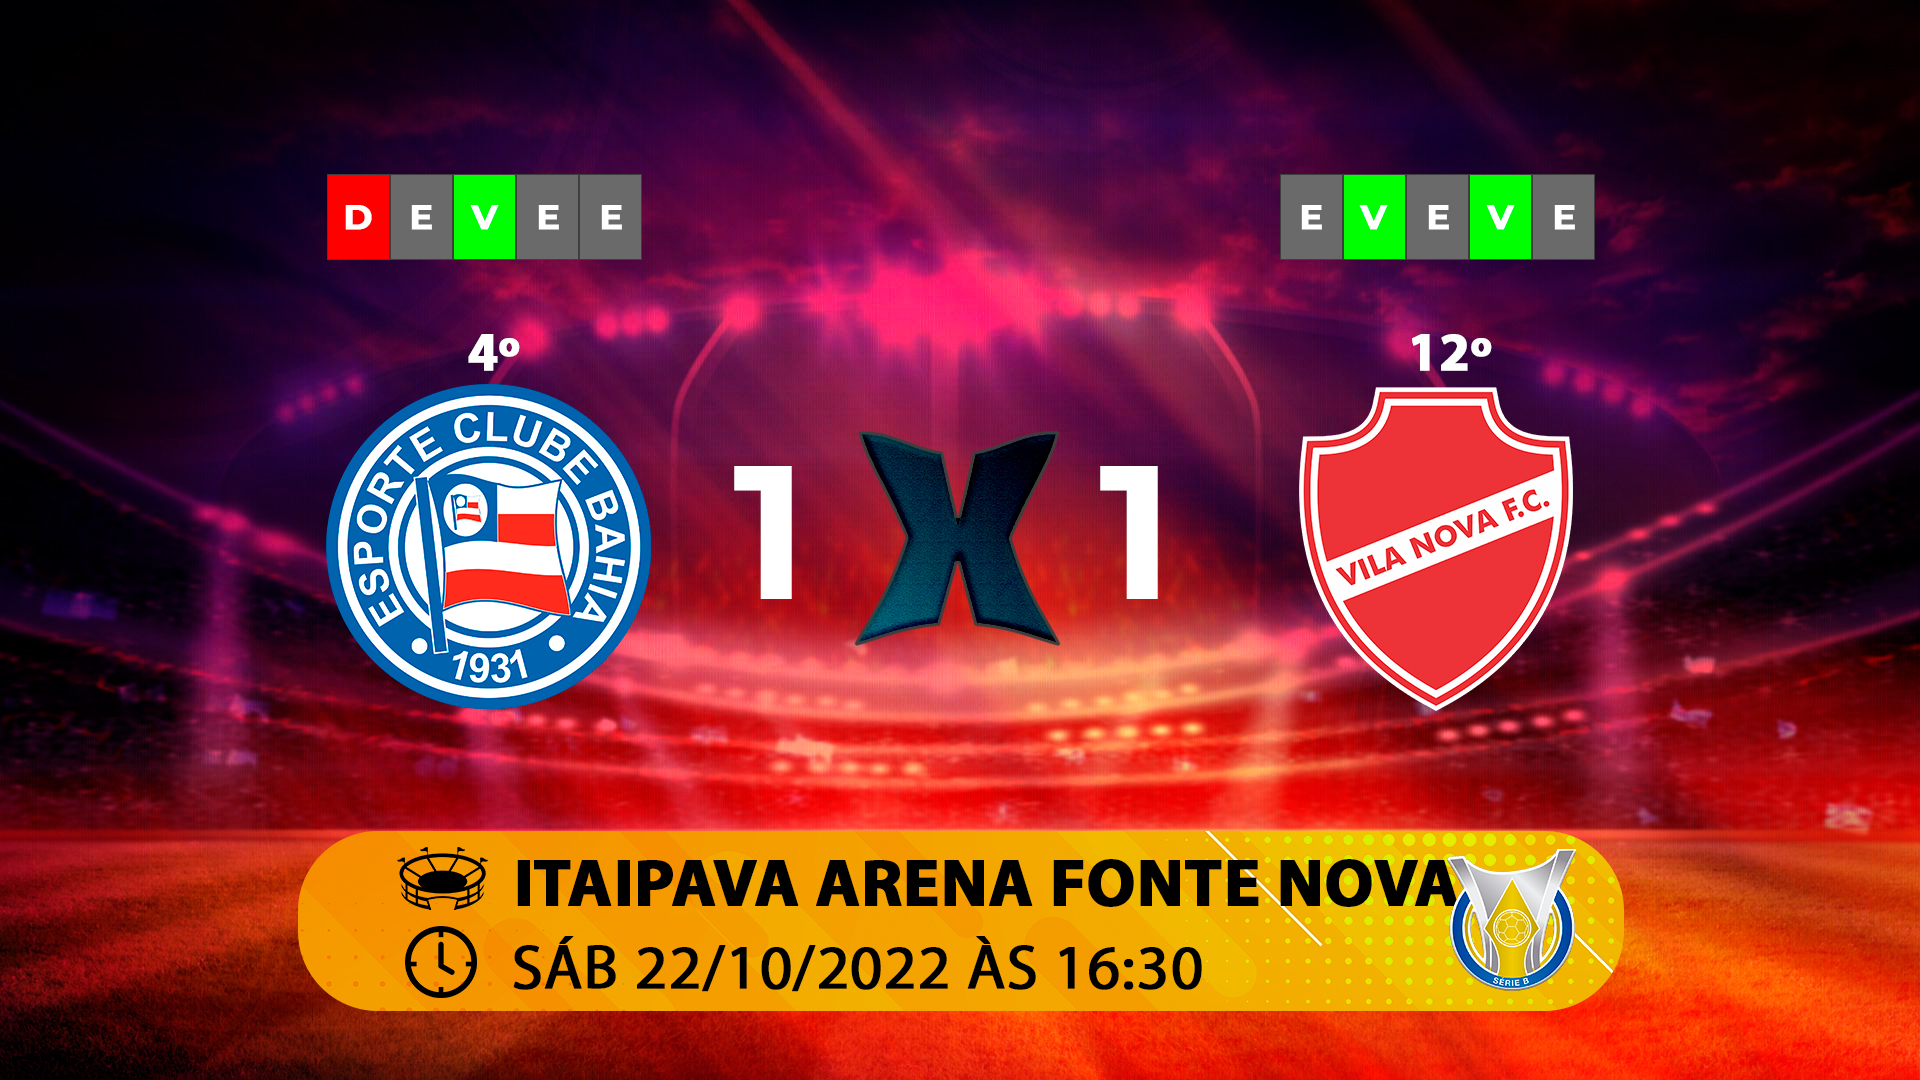 D E V E E
E V E V E
4º
12º
ESPORTE CLUBE BAHIA
1931
1 X 1
VILA NOVA F.C.
ITAIPAVA ARENA FONTE NOVA
SÁB 22/10/2022 ÀS 16:30
SÉRIE B